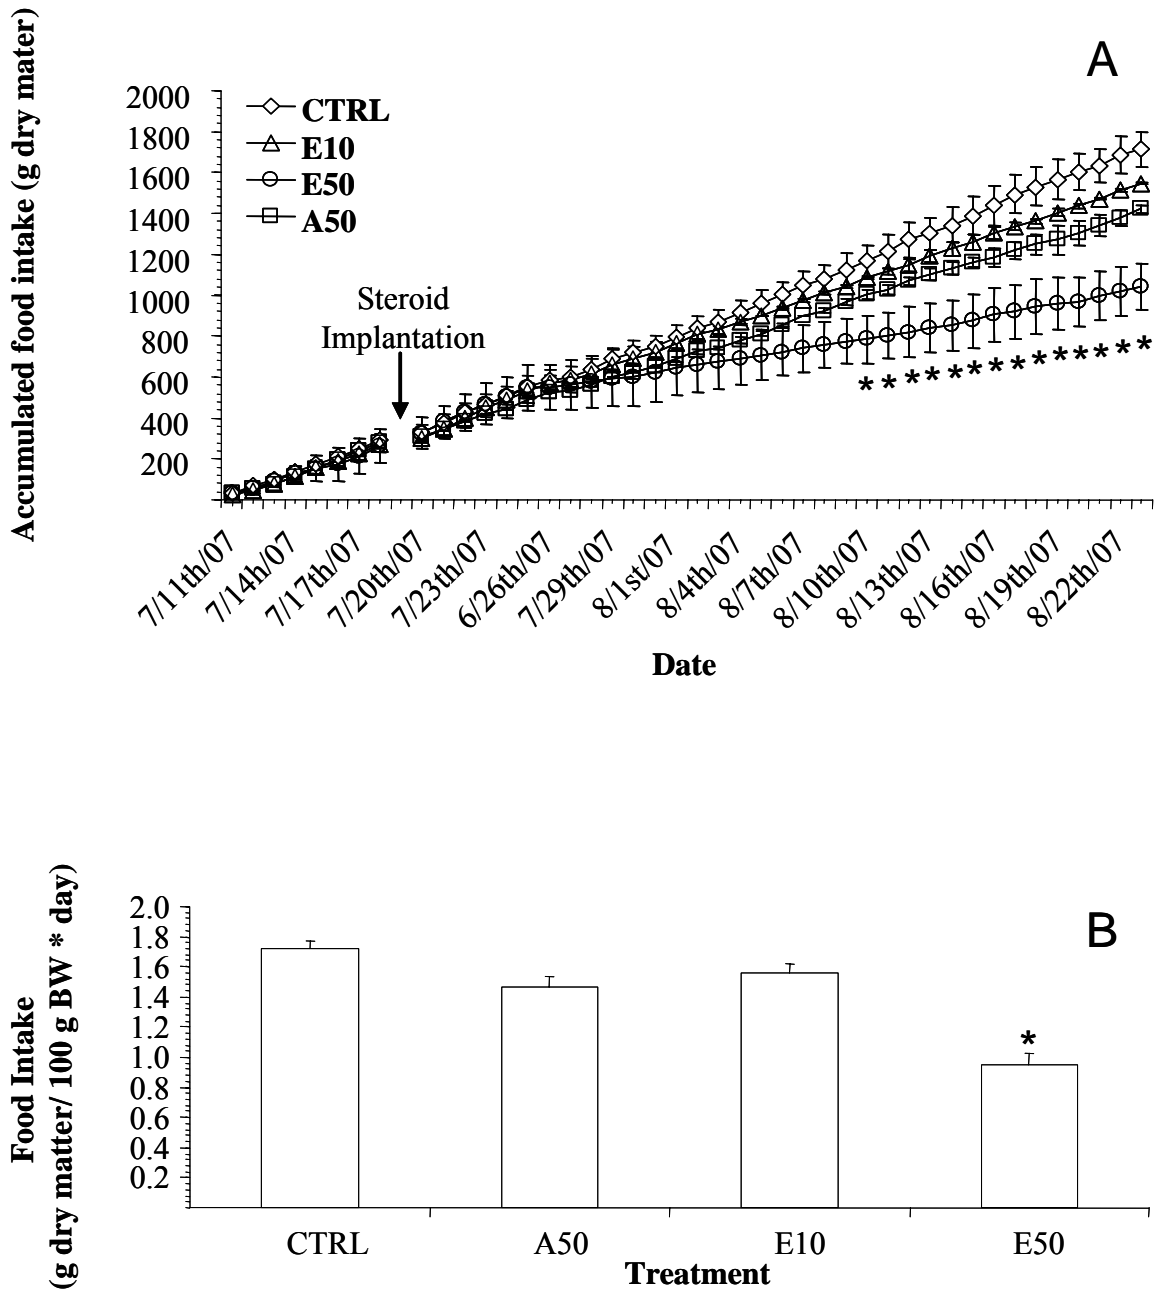 A
Accumulated food intake (g dry mater)
2000
1800
1600
1400
1200
1000
800
600
400
200
CTRL
E10
E50
A50
Steroid
Implantation
* * * * * * * * * * * * * *
7/11th/07
7/14h/07
7/17th/07
7/20th/07
7/23th/07
6/26th/07
7/29th/07
8/1st/07
8/4th/07
8/7th/07
8/10th/07
8/13th/07
8/16th/07
8/19th/07
8/22th/07
Date
B
Food Intake
(g dry matter/ 100 g BW * day)
2.0
1.8
1.6
1.4
1.2
1.0
0.8
0.6
0.4
0.2
*
CTRL
A50
E10
E50
Treatment